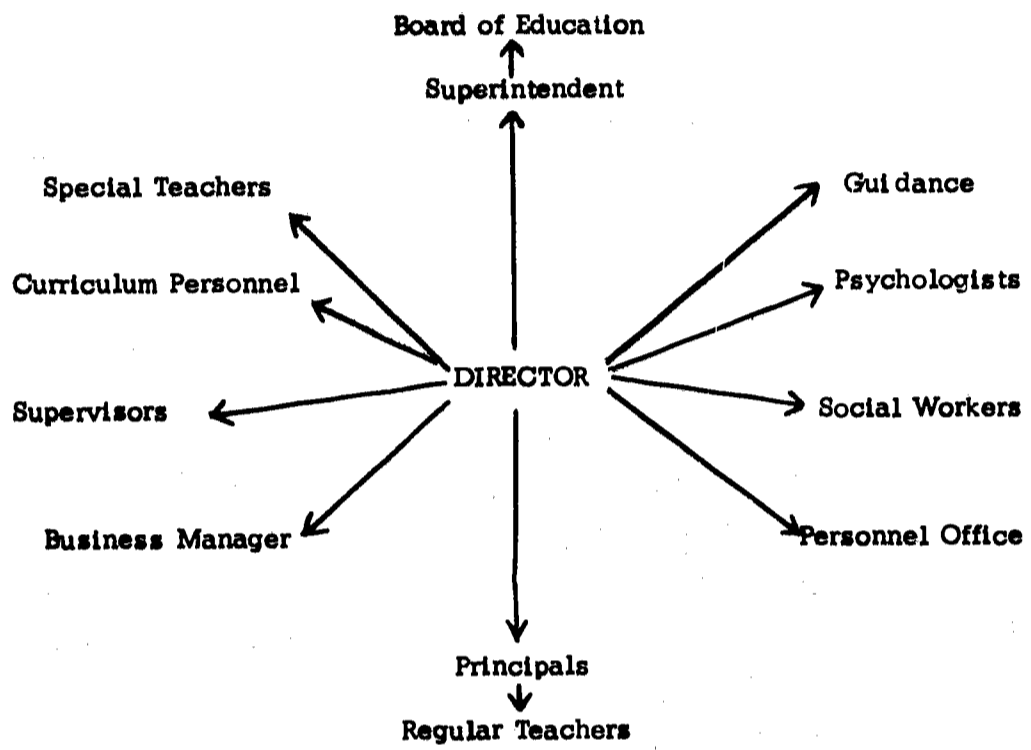 Board of Education
Superintendent
Special Teachers
Guidance
Curriculum Personnel
Psychologists
DIRECTOR
Supervisors
Social Workers
Business Manager
Personnel Office
Principals
Regular Teachers